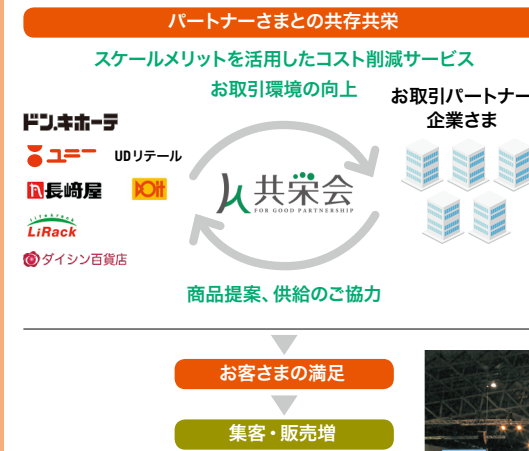 パートナーさまとの共存共栄
スケールメリットを活用したコスト削減サービス
お取引環境の向上
お取引パートナー
企業さま
ドン.キホーテ
ユニー
UDリテール
長崎屋
Doit
LIFERACK
LiRack
ダイシン百貨店
共栄会
FOR GOOD PARTNERSHIP
商品提案、供給のご協力
お客さまの満足
集客・販売増